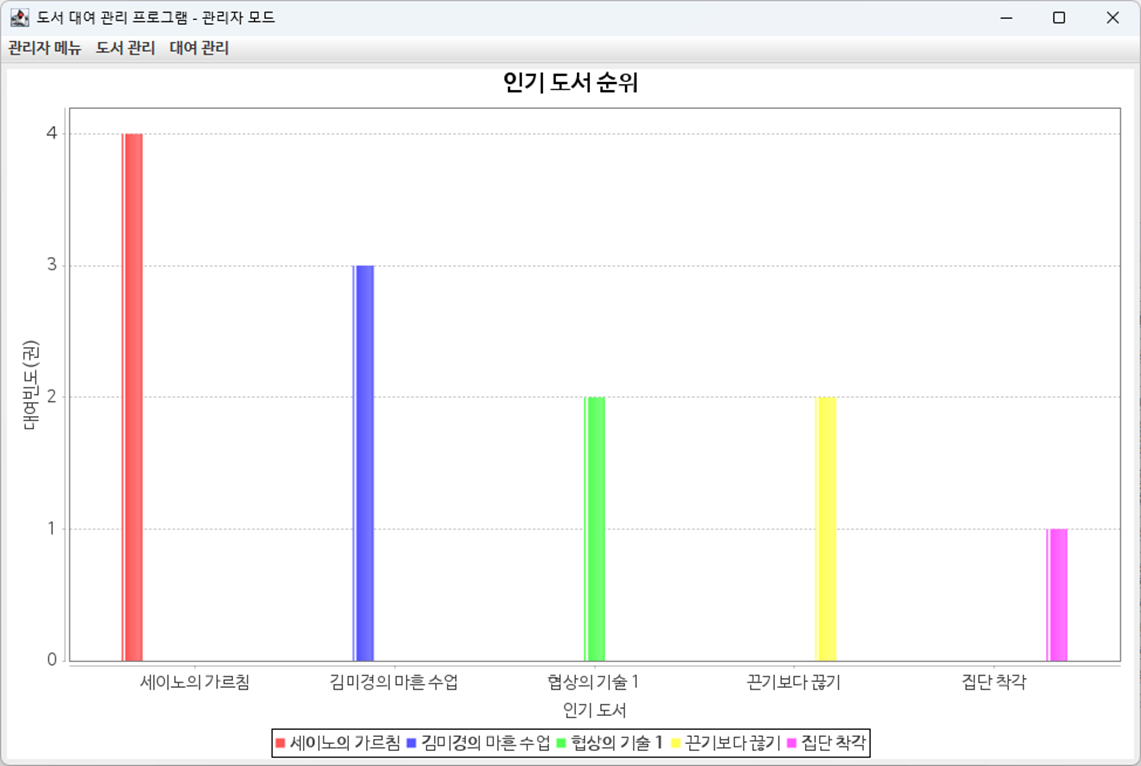 도서 대여 관리 프로그램 - 관리자 모드
관리자 메뉴 도서 관리 대여 관리
인기 도서 순위
대여빈도 (권)
4
3
2
1
0
세이노의 가르침 김미경의 마흔 수업 협상의 기술 1 끈기보다 끊기 집단 착각
인기 도서
세이노의 가르침 김미경의 마흔 수업 협상의 기술 1 끈기보다 끊기 집단 착각